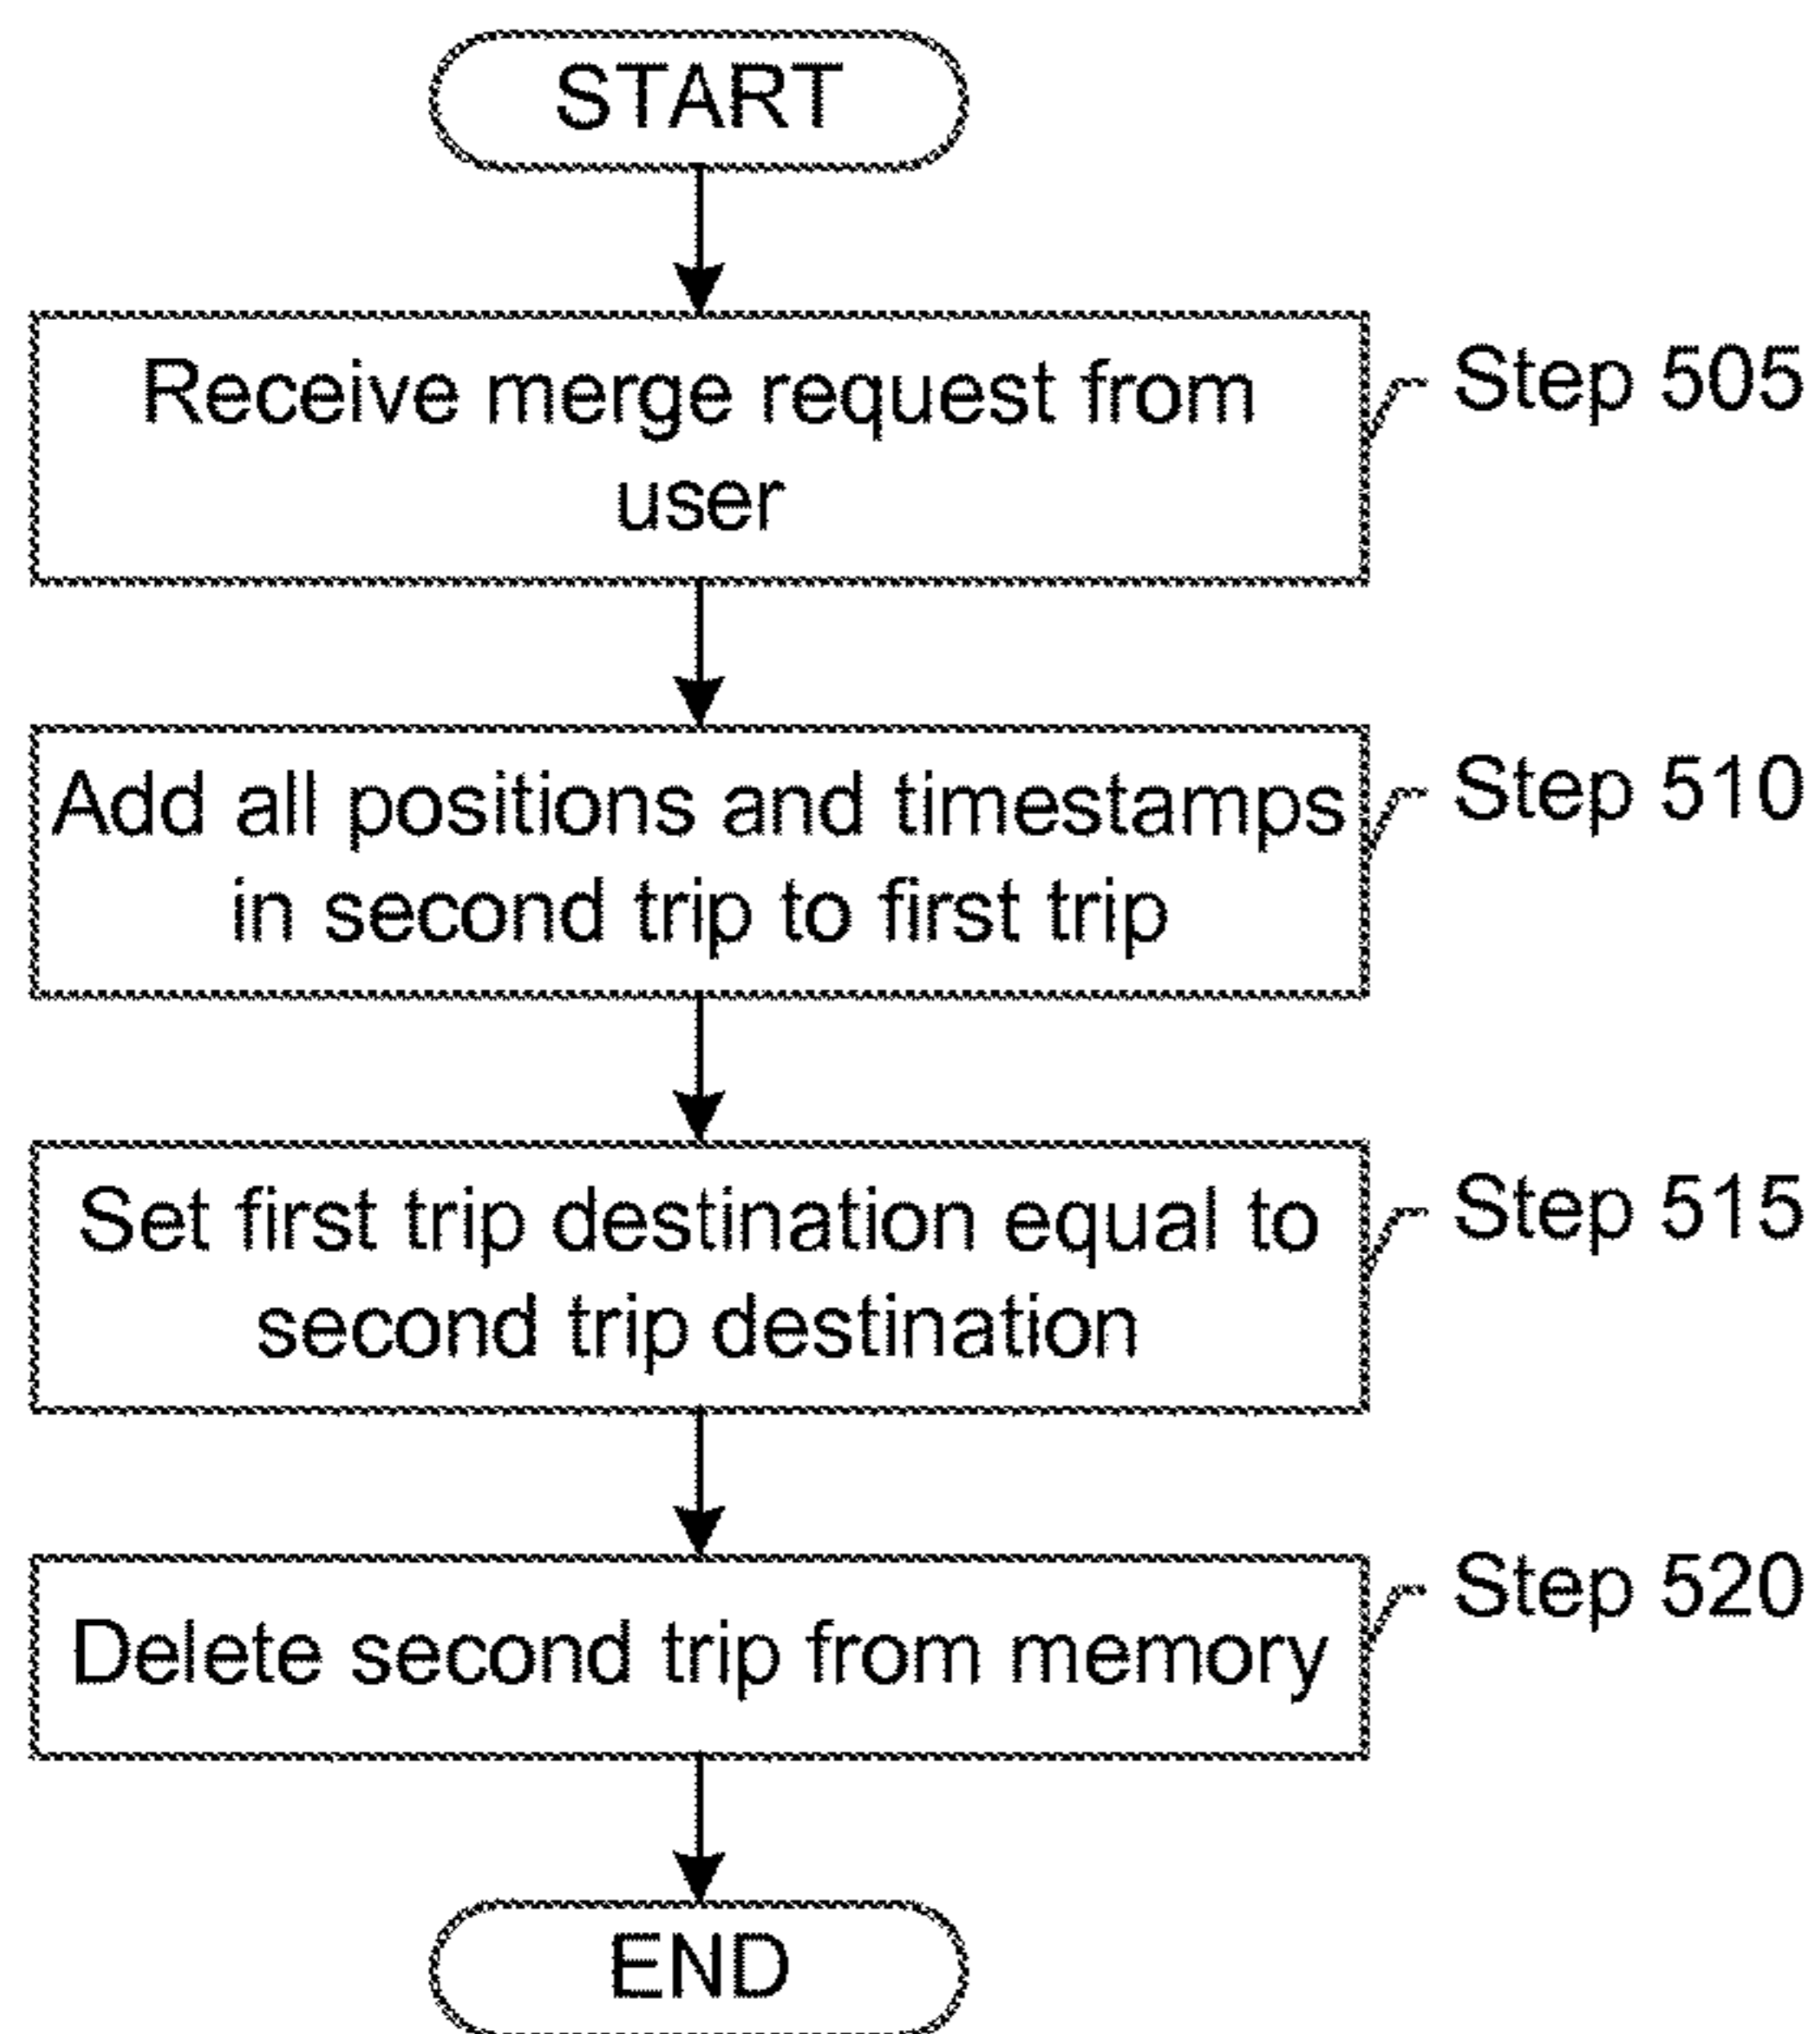 START
Receive merge request from
user
Step 505
Add all positions and timestamps
in second trip to first trip
Step 510
Set first trip destination equal to
second trip destination
Step 515
Delete second trip from memory
Step 520
END